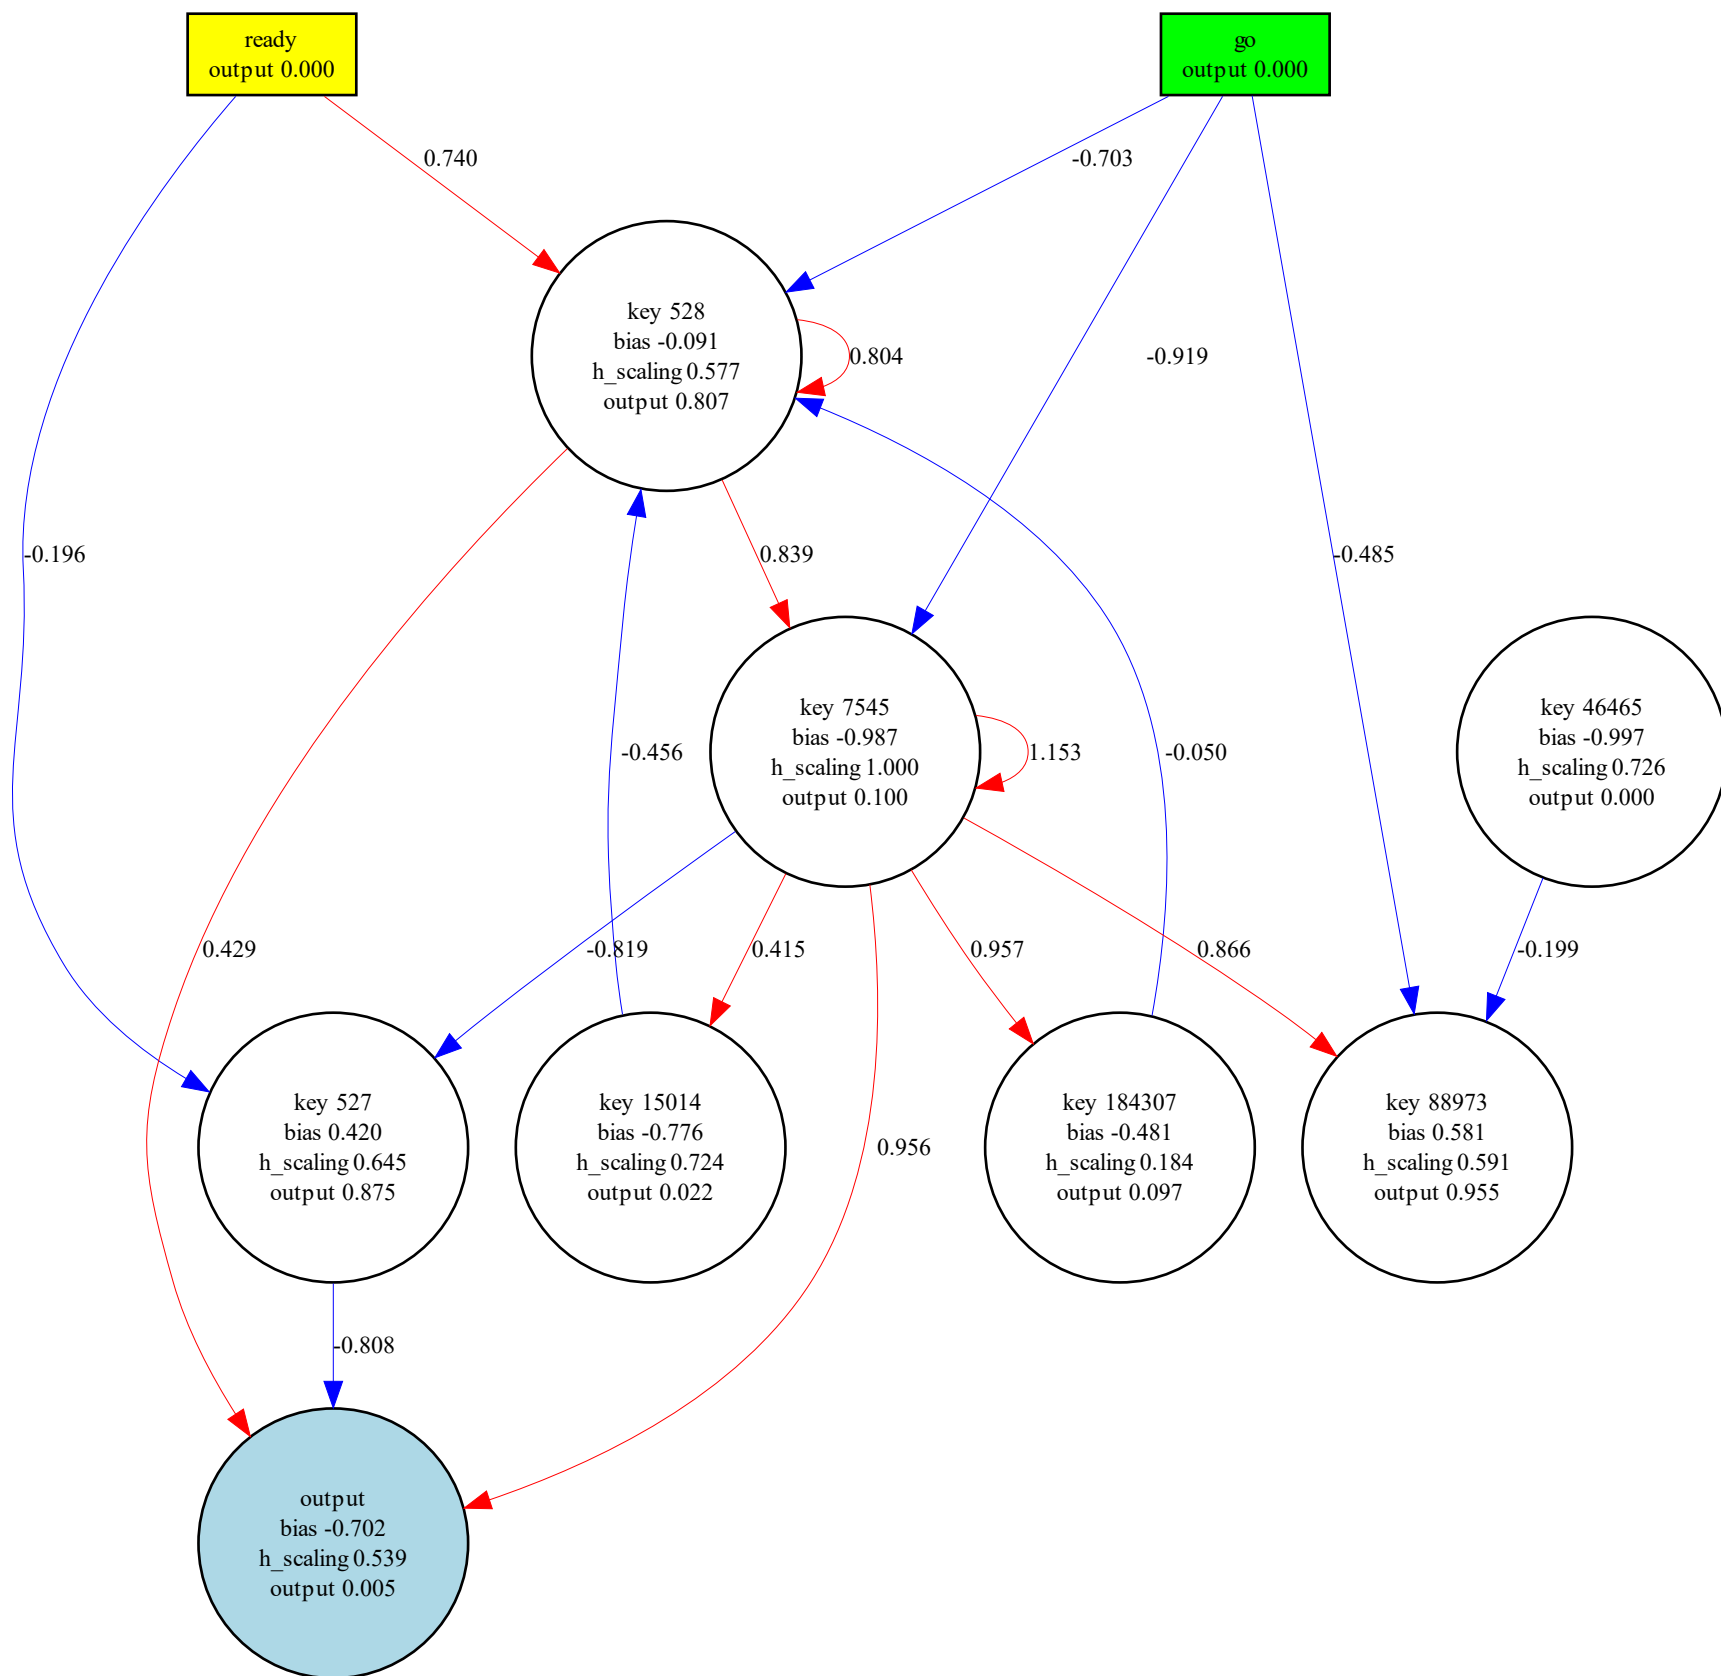 ready
output 0.000
go
output 0.000
0.740
-0.703
key 528
bias -0.091
h_scaling 0.577
output 0.807
0.804
-0.919
-0.196
0.839
-0.485
key 7545
bias -0.987
h_scaling 1.000
output 0.100
1.153
-0.456
-0.050
key 46465
bias -0.997
h_scaling 0.726
output 0.000
0.429
-0.819
0.415
0.957
0.866
-0.199
key 527
bias 0.420
h_scaling 0.645
output 0.875
key 15014
bias -0.776
h_scaling 0.724
output 0.022
0.956
key 184307
bias -0.481
h_scaling 0.184
output 0.097
key 88973
bias 0.581
h_scaling 0.591
output 0.955
-0.808
output
bias -0.702
h_scaling 0.539
output 0.005